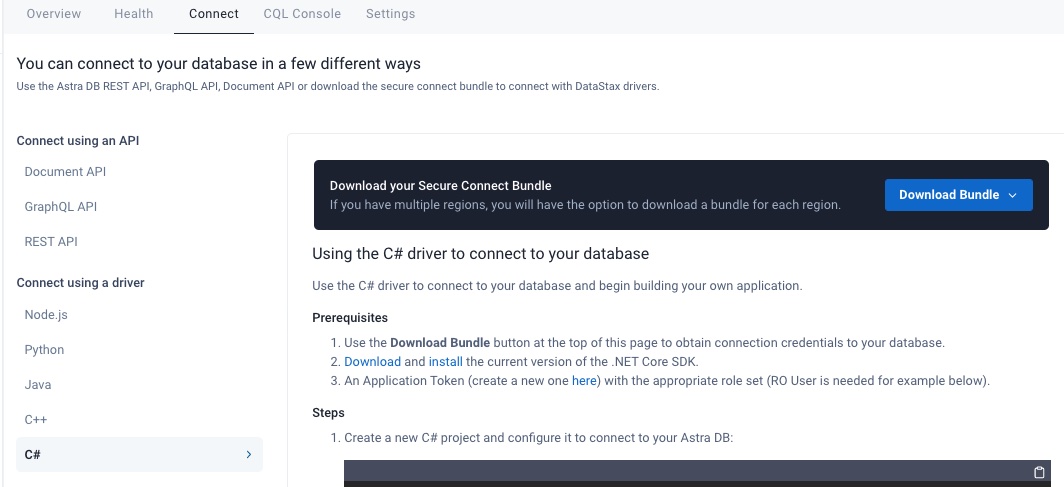 Overview Health Connect CQL Console Settings
You can connect to your database in a few different ways
Use the Astra DB REST API, GraphQL API, Document API or download the secure connect bundle to connect with DataStax drivers.
Connect using an API
Document API
GraphQL API
REST API
Connect using a driver
Node.js
Python
Java
C++
C#
Download your Secure Connect Bundle
If you have multiple regions, you will have the option to download a bundle for each region.
Download Bundle
Using the C# driver to connect to your database
Use the C# driver to connect to your database and begin building your own application.
Prerequisites
1. Use the Download Bundle button at the top of this page to obtain connection credentials to your database.
2. Download and install the current version of the .NET Core SDK.
3. An Application Token (create a new one here) with the appropriate role set (RO User is needed for example below).
Steps
1. Create a new C# project and configure it to connect to your Astra DB: